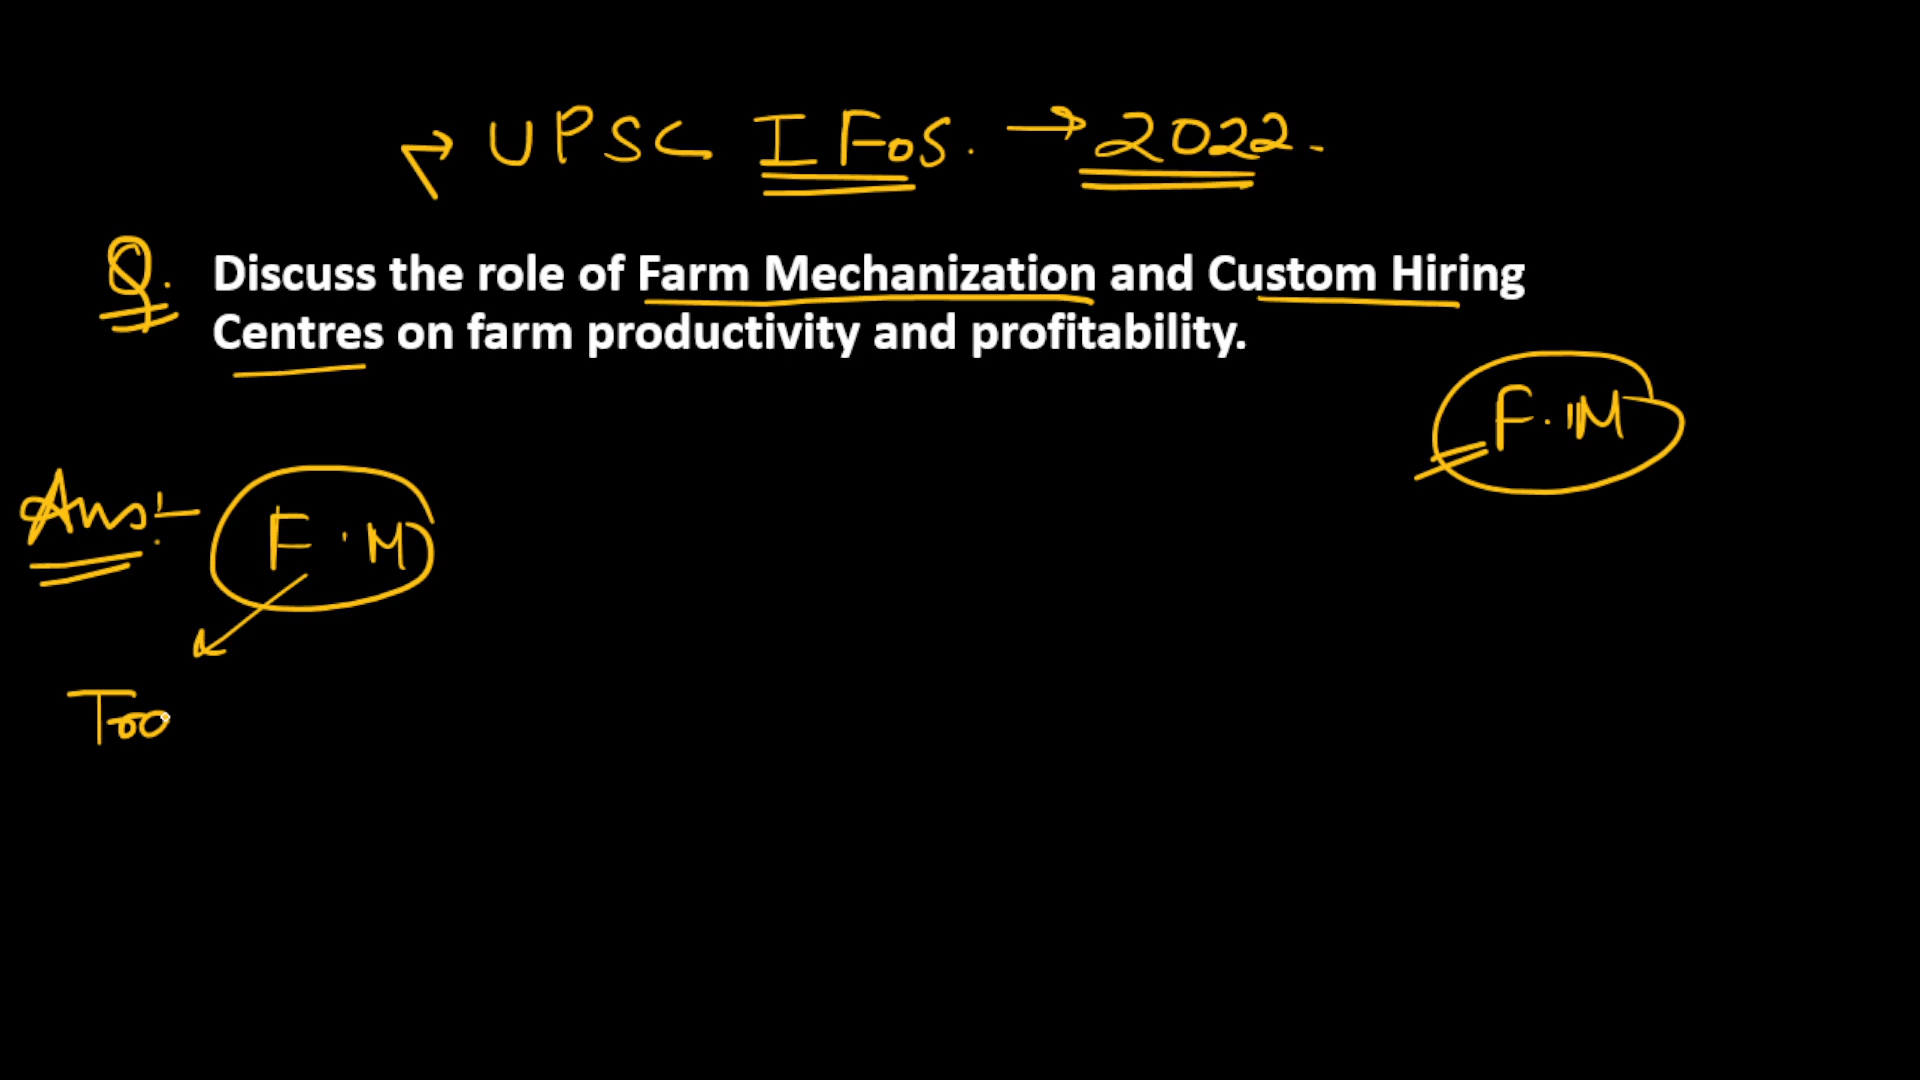 UPSC IFoS. → 2022.
Q. Discuss the role of Farm Mechanization and Custom Hiring
Centres on farm productivity and profitability.
F.M
Ans:- F.M
Too